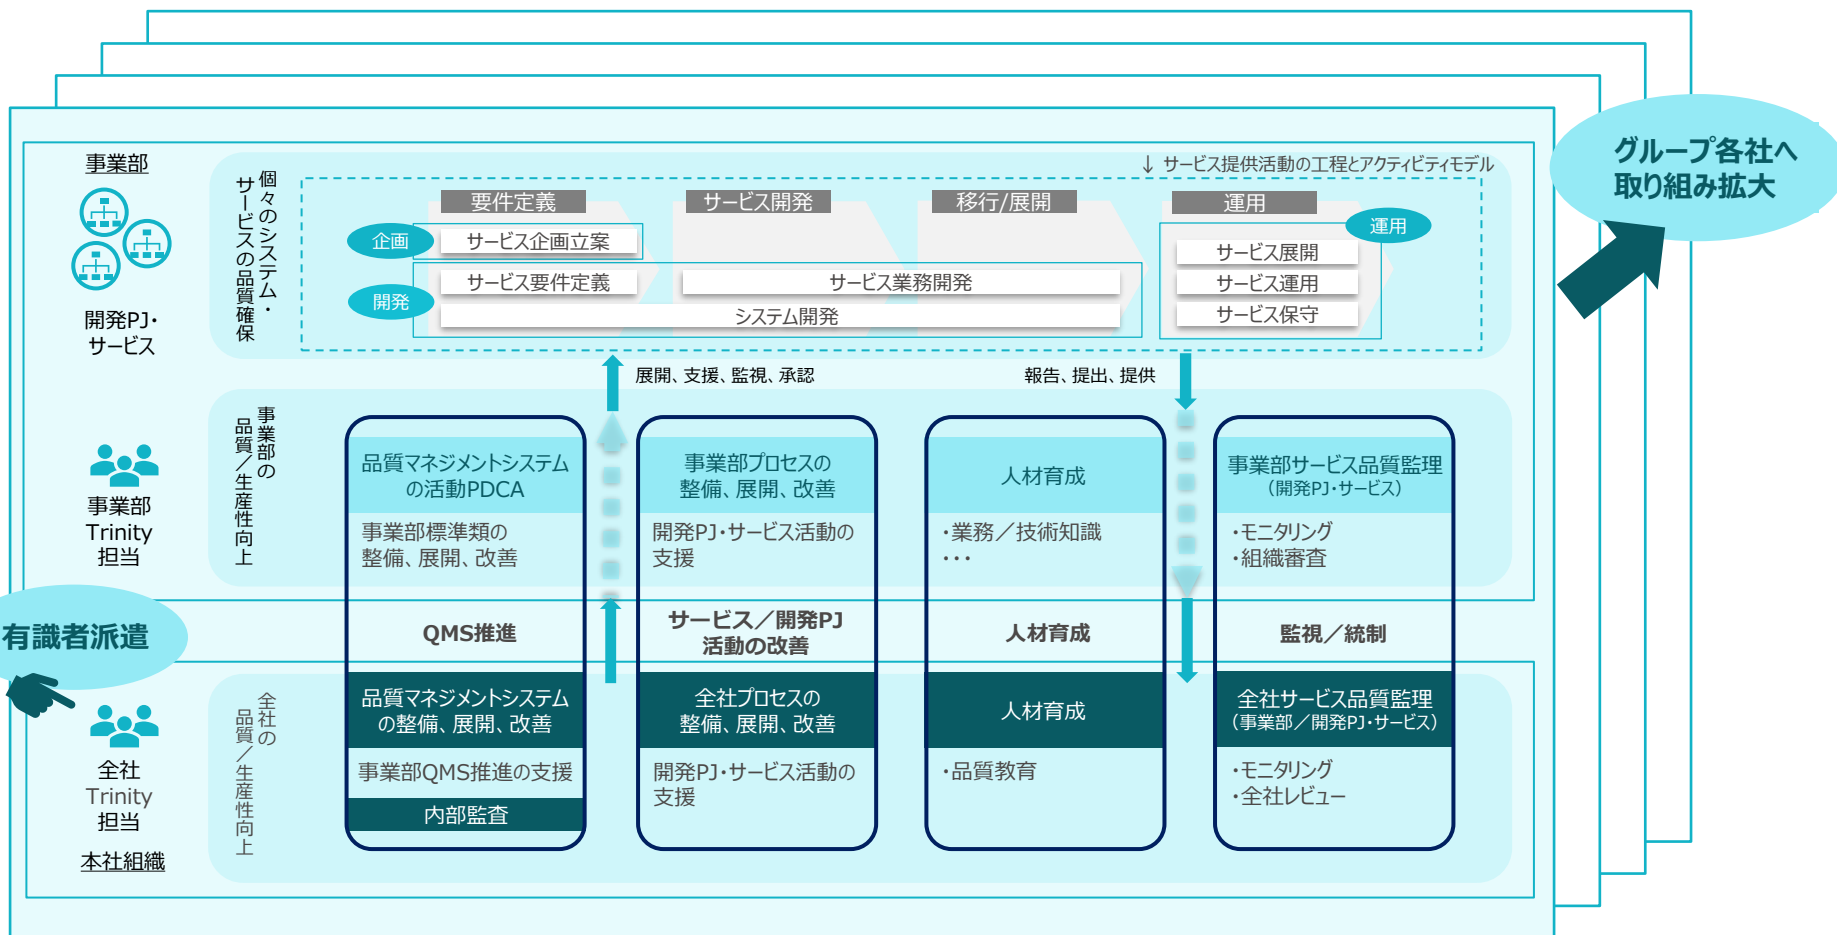 グループ各社へ
取り組み拡大
事業部
開発PJ・
サービス
個々のシステム・
サービスの品質確保
↓ サービス提供活動の工程とアクティビティモデル
要件定義
サービス開発
移行/展開
運用
企画
サービス企画立案
開発
サービス要件定義
サービス業務開発
システム開発
運用
サービス展開
サービス運用
サービス保守
展開、支援、監視、承認
報告、提出、提供
事業部
Trinity
担当
事業部の
品質／生産性向上
品質マネジメントシステム
の活動PDCA
事業部標準類の
整備、展開、改善
事業部プロセスの
整備、展開、改善
開発PJ・サービス活動の
支援
人材育成
・業務／技術知識
・・・
事業部サービス品質監理
（開発PJ・サービス）
・モニタリング
・組織審査
有識者派遣
QMS推進
サービス／開発PJ
活動の改善
人材育成
監視／統制
全社
Trinity
担当
本社組織
全社の
品質／生産性向上
品質マネジメントシステム
の整備、展開、改善
事業部QMS推進の支援
内部監査
全社プロセスの
整備、展開、改善
開発PJ・サービス活動の
支援
人材育成
・品質教育
全社サービス品質監理
（事業部／開発PJ・サービス）
・モニタリング
・全社レビュー